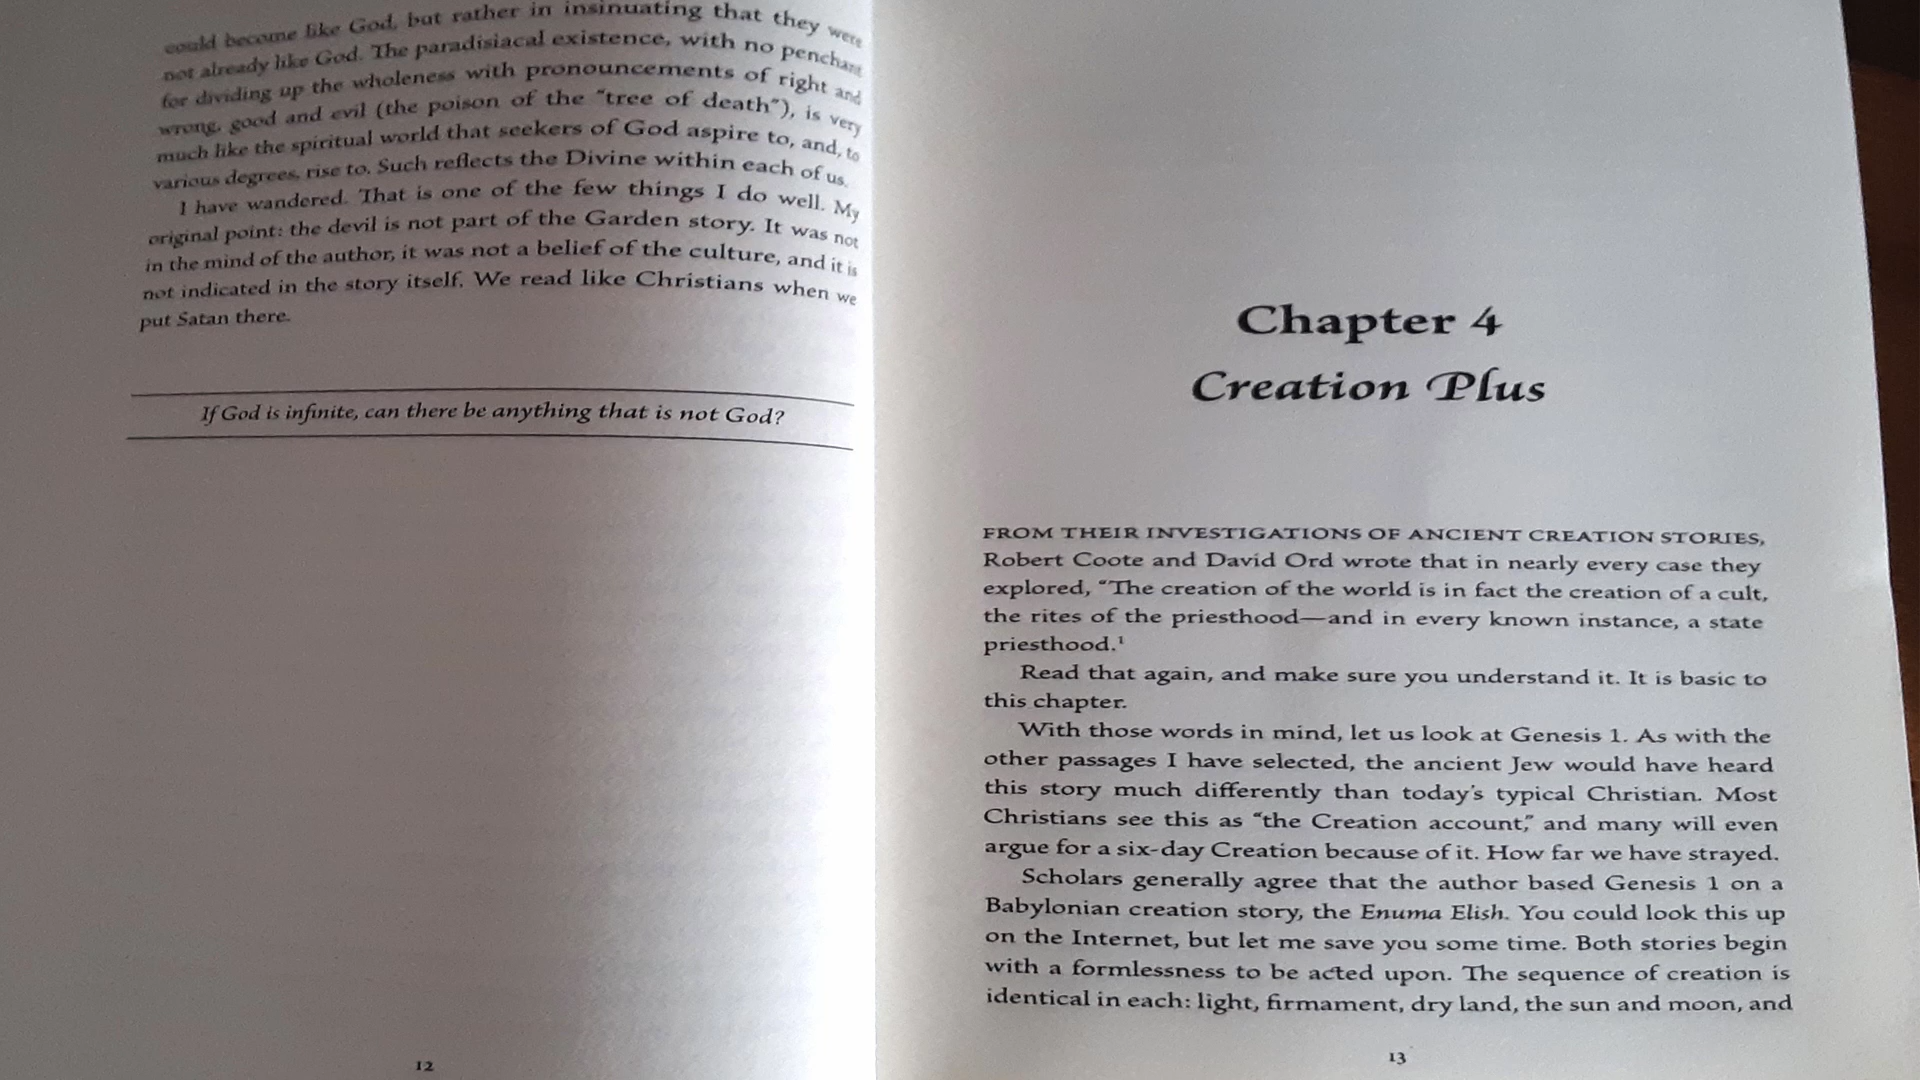 could become like God, but rather in insinuating that they were
not already like God. The paradisiacal existence, with no penchant
for dividing up the wholeness with pronouncements of right and
wrong, good and evil (the poison of the “tree of death”), is very
much like the spiritual world that seekers of God aspire to, and, to
various degrees, rise to. Such reflects the Divine within each of us.
I have wandered. That is one of the few things I do well. My
original point: the devil is not part of the Garden story. It was not
in the mind of the author, it was not a belief of the culture, and it is
not indicated in the story itself. We read like Christians when we
put Satan there.
If God is infinite, can there be anything that is not God?
12
Chapter 4
Creation Plus
FROM THEIR INVESTIGATIONS OF ANCIENT CREATION STORIES,
Robert Coote and David Ord wrote that in nearly every case they
explored, “The creation of the world is in fact the creation of a cult,
the rites of the priesthood—and in every known instance, a state
priesthood.¹
Read that again, and make sure you understand it. It is basic to
this chapter.
With those words in mind, let us look at Genesis 1. As with the
other passages I have selected, the ancient Jew would have heard
this story much differently than today’s typical Christian. Most
Christians see this as “the Creation account,” and many will even
argue for a six-day Creation because of it. How far we have strayed.
Scholars generally agree that the author based Genesis 1 on a
Babylonian creation story, the Enuma Elish. You could look this up
on the Internet, but let me save you some time. Both stories begin
with a formlessness to be acted upon. The sequence of creation is
identical in each: light, firmament, dry land, the sun and moon, and
13